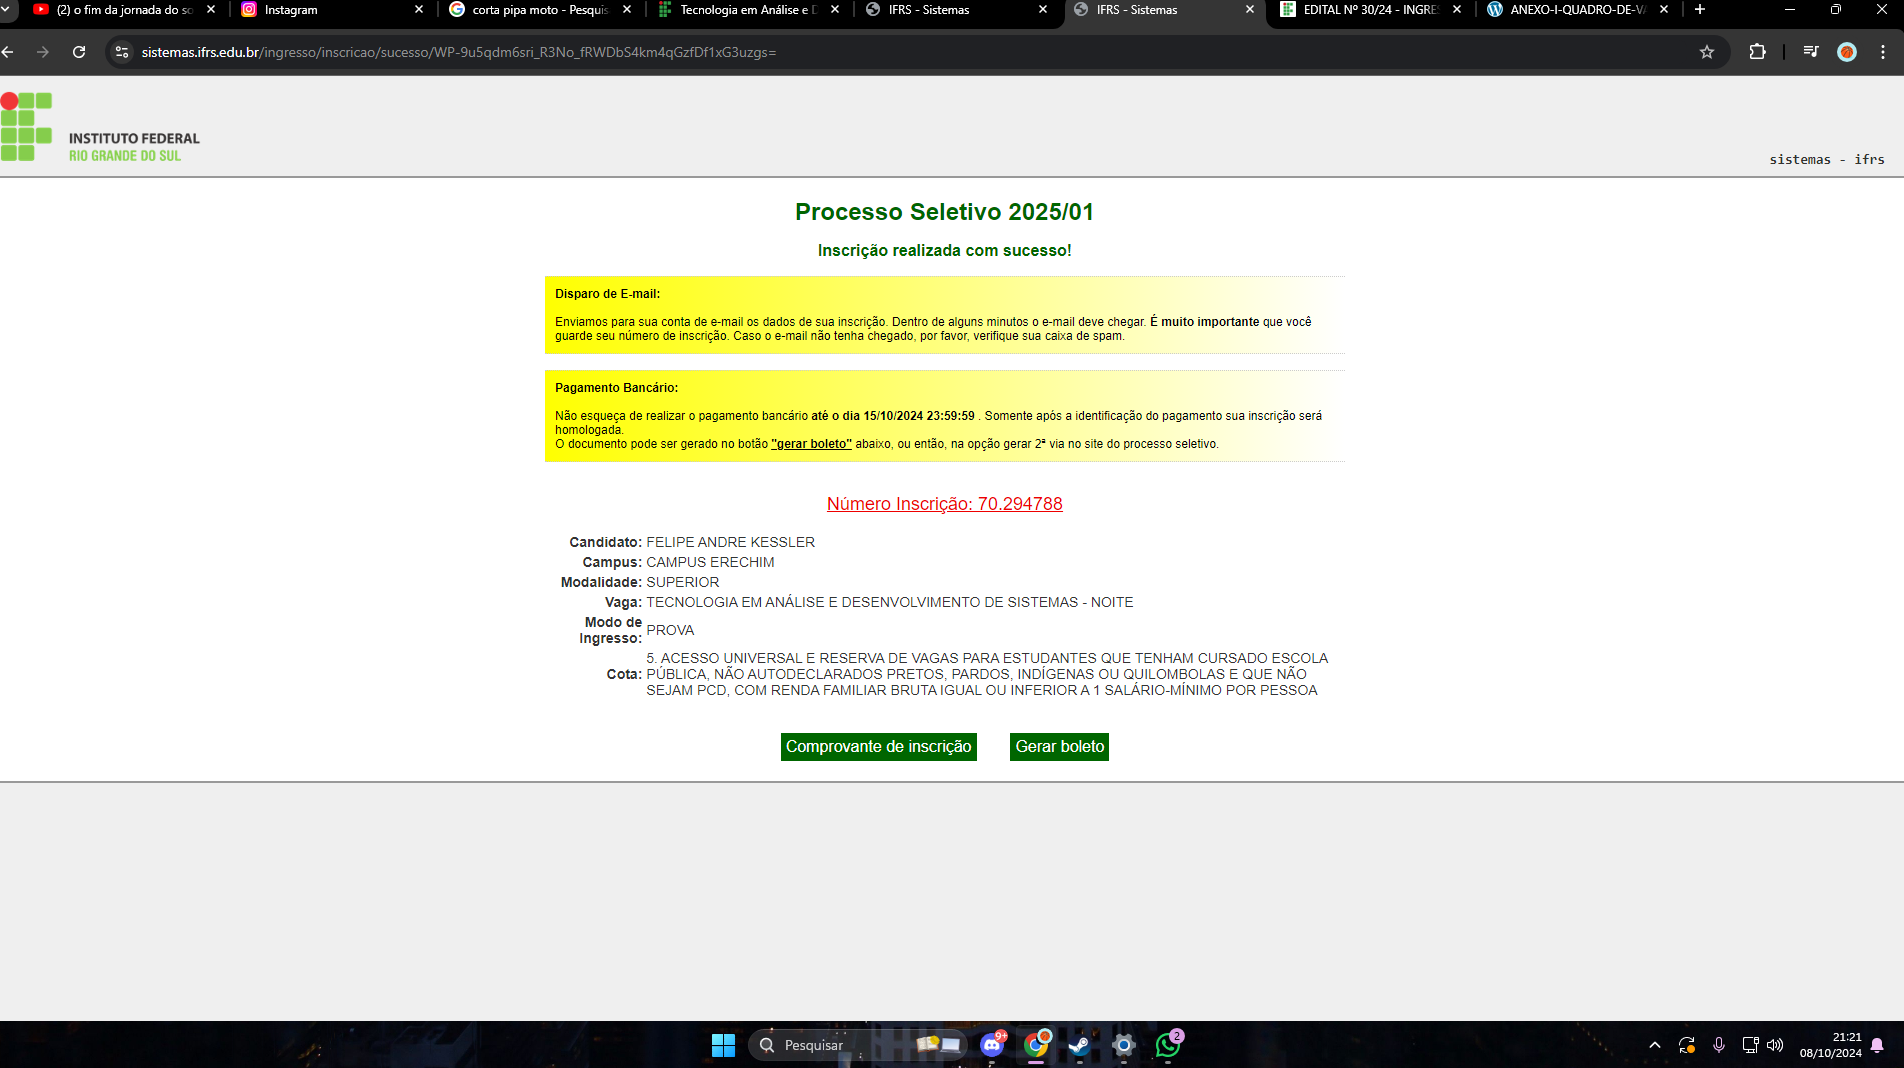 (2) o fim da jornada do so
Instagram
corta pipa moto - Pesquis
Tecnologia em Análise e D
IFRS - Sistemas
IFRS - Sistemas
EDITAL Nº 30/24 - INGRES
ANEXO-I-QUADRO-DE-VA
sistemas.ifrs.edu.br/ingresso/inscricao/sucesso/WP-9u5qdm6sri_R3No_fRWDbS4km4qGzfDf1xG3uzgs=
INSTITUTO FEDERAL
RIO GRANDE DO SUL
sistemas - ifrs
Processo Seletivo 2025/01
Inscrição realizada com sucesso!
Disparo de E-mail:
Enviamos para sua conta de e-mail os dados de sua inscrição. Dentro de alguns minutos o e-mail deve chegar. É muito importante que você
guarde seu número de inscrição. Caso o e-mail não tenha chegado, por favor, verifique sua caixa de spam.
Pagamento Bancário:
Não esqueça de realizar o pagamento bancário até o dia 15/10/2024 23:59:59 . Somente após a identificação do pagamento sua inscrição será
homologada.
O documento pode ser gerado no botão "gerar boleto" abaixo, ou então, na opção gerar 2ª via no site do processo seletivo.
Número Inscrição: 70.294788
Candidato: FELIPE ANDRE KESSLER
Campus: CAMPUS ERECHIM
Modalidade: SUPERIOR
Vaga: TECNOLOGIA EM ANÁLISE E DESENVOLVIMENTO DE SISTEMAS - NOITE
Modo de
Ingresso: PROVA
5. ACESSO UNIVERSAL E RESERVA DE VAGAS PARA ESTUDANTES QUE TENHAM CURSADO ESCOLA
Cota: PÚBLICA, NÃO AUTODECLARADOS PRETOS, PARDOS, INDÍGENAS OU QUILOMBOLAS E QUE NÃO
SEJAM PCD, COM RENDA FAMILIAR BRUTA IGUAL OU INFERIOR A 1 SALÁRIO-MÍNIMO POR PESSOA
Comprovante de inscrição
Gerar boleto
Pesquisar
9+
2
21:21
08/10/2024